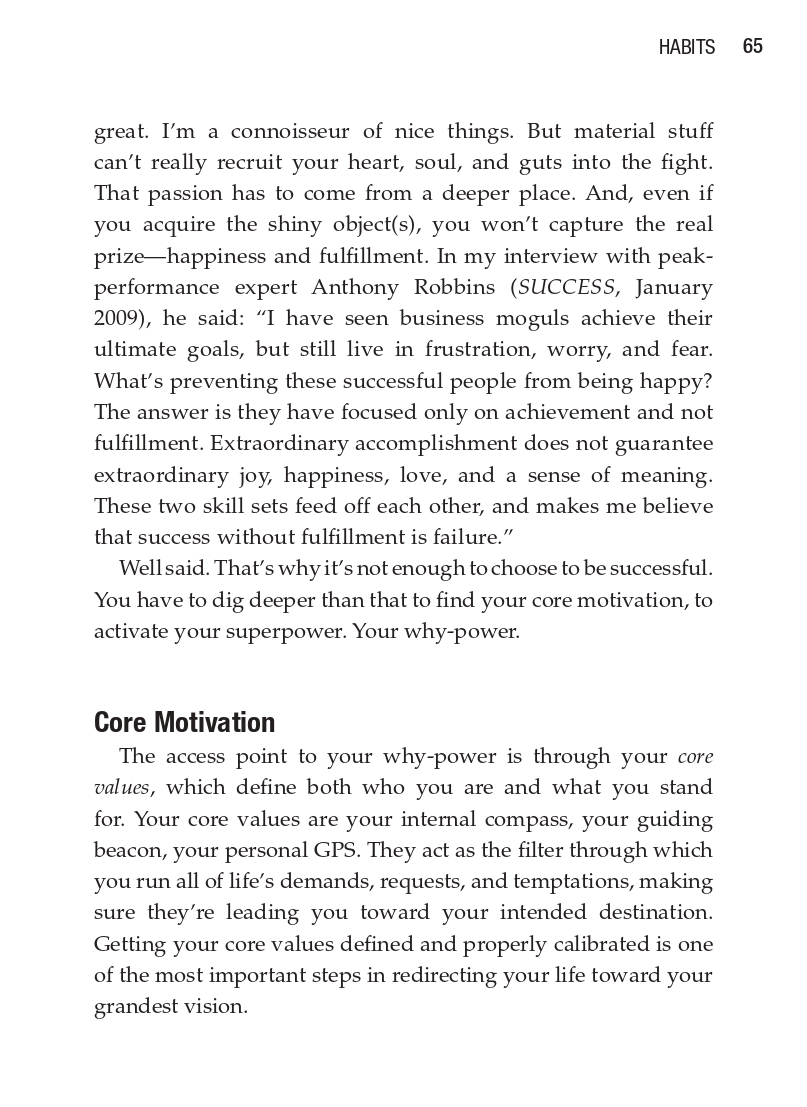 HABITS 65
great. I’m a connoisseur of nice things. But material stuff
can’t really recruit your heart, soul, and guts into the fight.
That passion has to come from a deeper place. And, even if
you acquire the shiny object(s), you won’t capture the real
prize—happiness and fulfillment. In my interview with peak-
performance expert Anthony Robbins (SUCCESS, January
2009), he said: “I have seen business moguls achieve their
ultimate goals, but still live in frustration, worry, and fear.
What’s preventing these successful people from being happy?
The answer is they have focused only on achievement and not
fulfillment. Extraordinary accomplishment does not guarantee
extraordinary joy, happiness, love, and a sense of meaning.
These two skill sets feed off each other, and makes me believe
that success without fulfillment is failure.”
Well said. That’s why it’s not enough to choose to be successful.
You have to dig deeper than that to find your core motivation, to
activate your superpower. Your why-power.
Core Motivation
The access point to your why-power is through your core
values, which define both who you are and what you stand
for. Your core values are your internal compass, your guiding
beacon, your personal GPS. They act as the filter through which
you run all of life’s demands, requests, and temptations, making
sure they’re leading you toward your intended destination.
Getting your core values defined and properly calibrated is one
of the most important steps in redirecting your life toward your
grandest vision.